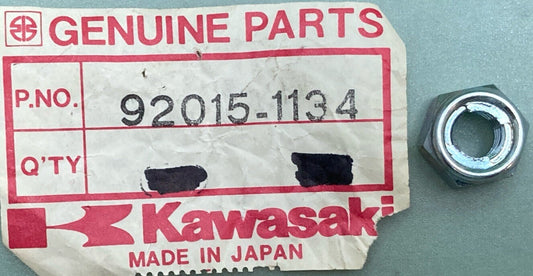 GENUINE PARTS
P.NO. 92015-1134
Q'TY
Kawasaki
MADE IN JAPAN